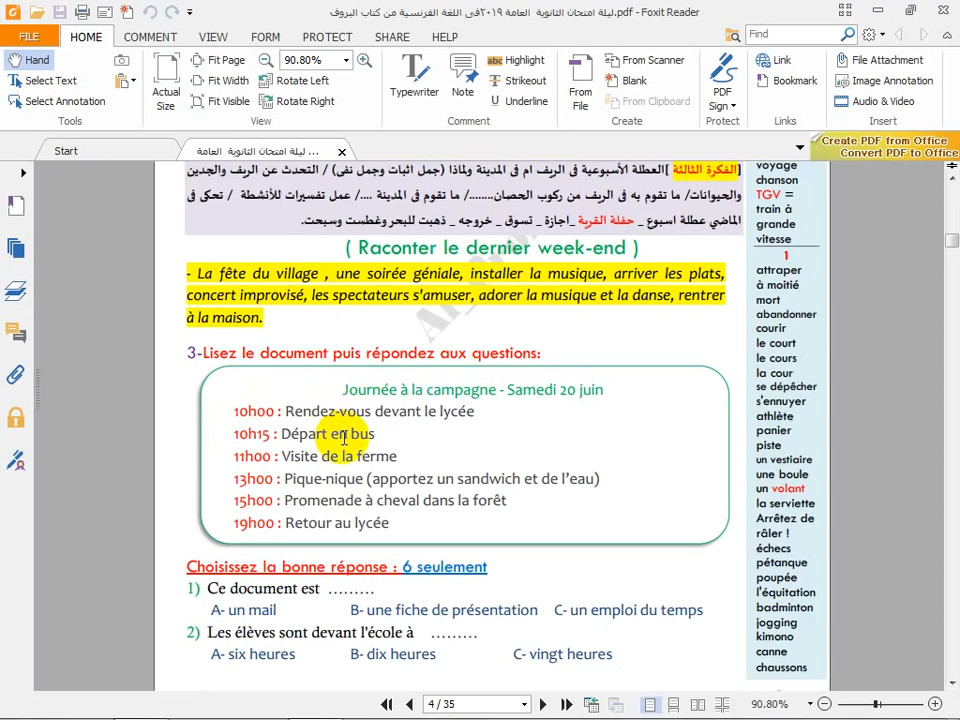 ليلة امتحان الثانوية العامة ٢٠١٩فى اللغة الفرنسية من كتاب البروف.pdf - Foxit Reader
FILE HOME COMMENT VIEW FORM PROTECT SHARE HELP Find
Hand
Select Text
Select Annotation
Tools
Actual Size
Fit Page
Fit Width
Fit Visible
90.80%
Rotate Left
Rotate Right
View
Typewriter
Note
Highlight
Strikeout
Underline
Comment
From File
From Scanner
Blank
From Clipboard
Create
PDF Sign
Protect
Link
Bookmark
Links
File Attachment
Image Annotation
Audio & Video
Insert
Start
ليلة امتحان الثانوية العامة ...
Create PDF from Office
Convert PDF to Office
[الفكرة الثالثة ]العطلة الأسبوعية فى الريف ام فى المدينة ولماذا (جمل اثبات وجمل نفى) / التحدث عن الريف والجدين
والحيوانات/ ما تقوم به فى الريف من ركوب الحصان........./ ما تقوم فى المدينة ..../ عمل تفسيرات للأنشطة / تحكى فى
الماضي عطلة اسبوع _ حفلة القرية _اجازة _ تسوق _ خروجه _ ذهبت للبحر وغطست وسبحت.
( Raconter le dernier week-end )
- La fête du village , une soirée géniale, installer la musique, arriver les plats,
concert improvisé, les spectateurs s'amuser, adorer la musique et la danse, rentrer
à la maison.
3-Lisez le document puis répondez aux questions:
Journée à la campagne - Samedi 20 juin
10h00 : Rendez-vous devant le lycée
10h15 : Départ en bus
11h00 : Visite de la ferme
13h00 : Pique-nique (apportez un sandwich et de l’eau)
15h00 : Promenade à cheval dans la forêt
19h00 : Retour au lycée
Choisissez la bonne réponse : 6 seulement
1) Ce document est ………
A- un mail B- une fiche de présentation C- un emploi du temps
2) Les élèves sont devant l'école à ………
A- six heures B- dix heures C- vingt heures
voyage
chanson
TGV =
train à
grande
vitesse
1
attraper
à moitié
mort
abandonner
courir
le court
le cours
la cour
se dépêcher
s'ennuyer
athlète
panier
piste
un vestiaire
une boule
un volant
la serviette
Arrêtez de
râler !
échecs
pétanque
poupée
l'équitation
badminton
jogging
kimono
canne
chaussons
4 / 35
90.80%